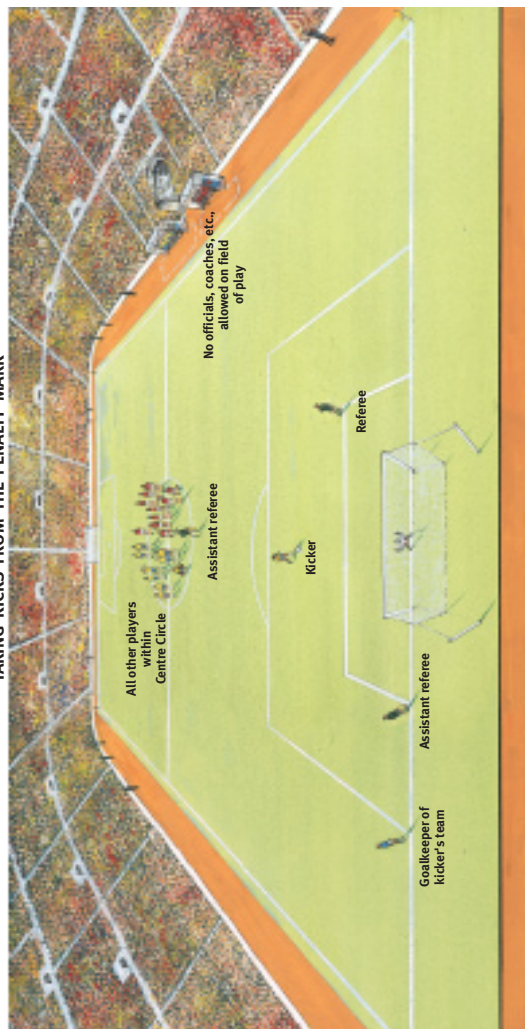 TAKING KICKS FROM THE PENALTY MARK
No officials, coaches, etc.,
allowed on field
of play
All other players
within
Centre Circle
Assistant referee
Kicker
Referee
Assistant referee
Goalkeeper of
kicker's team